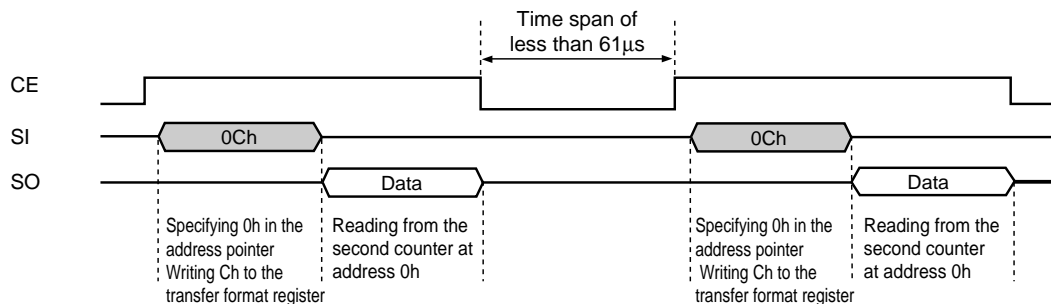 Time span of
less than 61μs
CE
SI
0Ch
0Ch
SO
Data
Data
Specifying 0h in the
address pointer
Writing Ch to the
transfer format register
Reading from the
second counter at
address 0h
Specifying 0h in the
address pointer
Writing Ch to the
transfer format register
Reading from the
second counter
at address 0h